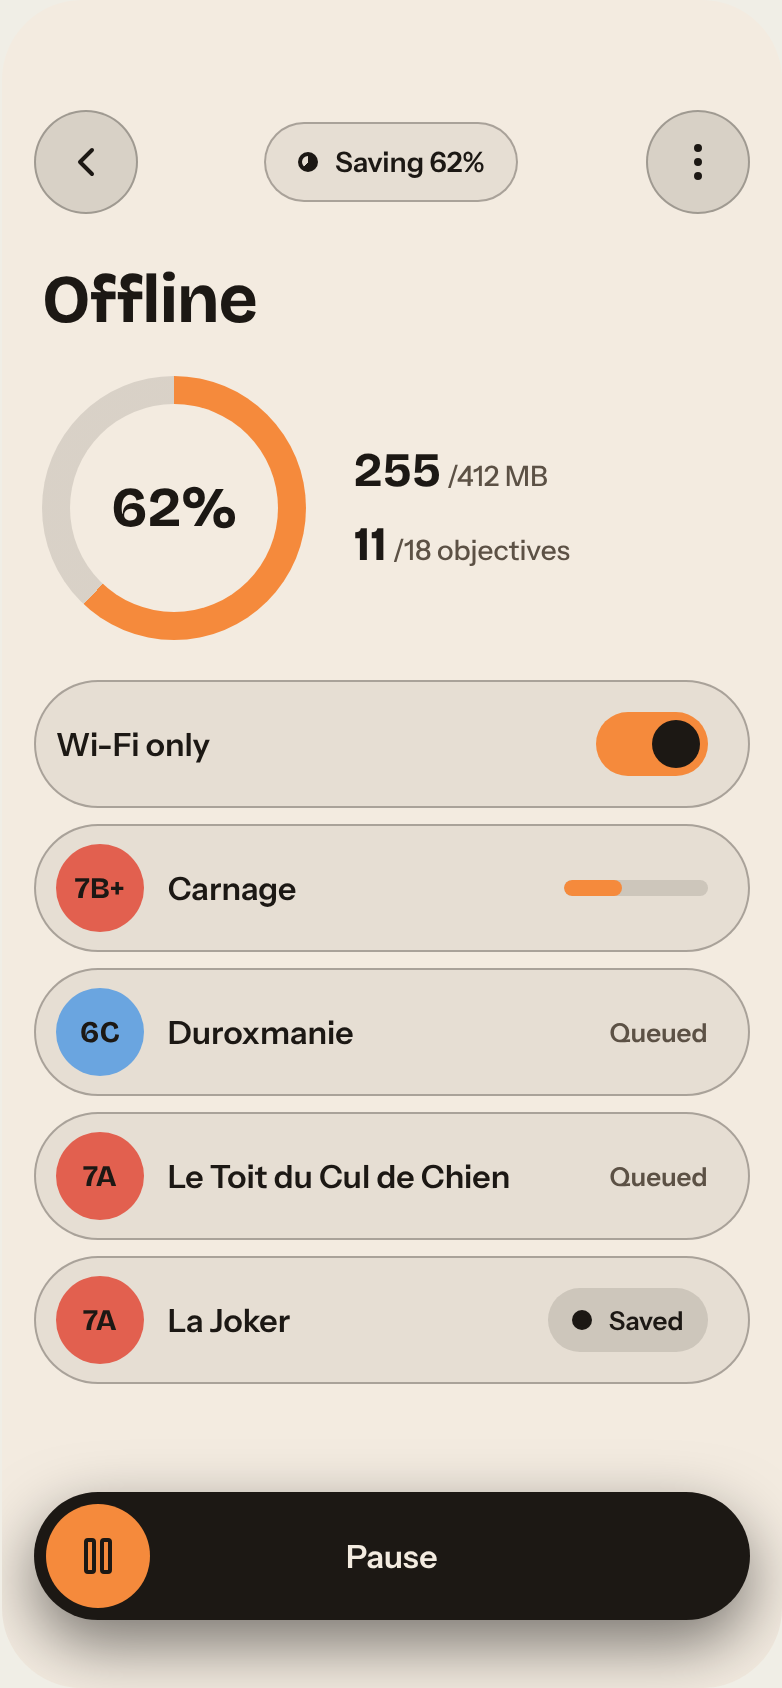 Saving 62%
Offline
62%
255 /412 MB
11 /18 objectives
Wi-Fi only
7B+ Carnage
6C Duroxmanie Queued
7A Le Toit du Cul de Chien Queued
7A La Joker Saved
Pause